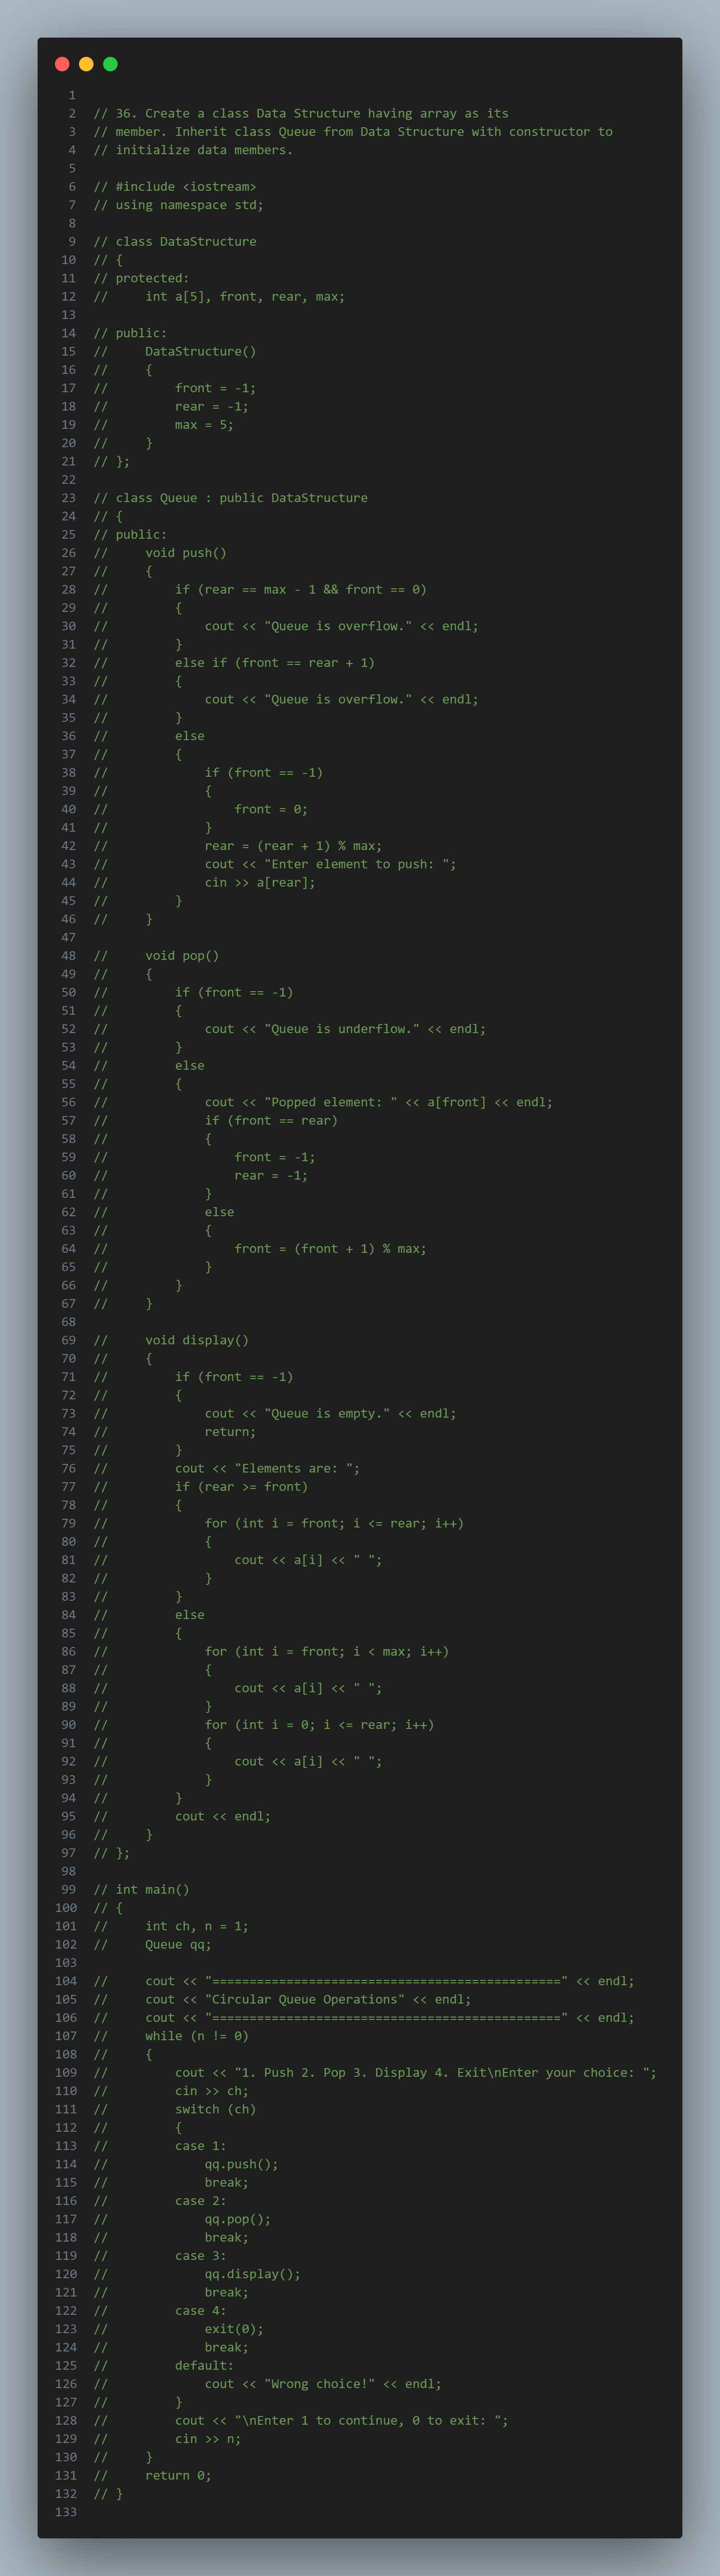 1
2 // 36. Create a class Data Structure having array as its
3 // member. Inherit class Queue from Data Structure with constructor to
4 // initialize data members.
5
6 // #include <iostream>
7 // using namespace std;
8
9 // class DataStructure
10 // {
11 // protected:
12 //     int a[5], front, rear, max;
13
14 // public:
15 //     DataStructure()
16 //     {
17 //         front = -1;
18 //         rear = -1;
19 //         max = 5;
20 //     }
21 // };
22
23 // class Queue : public DataStructure
24 // {
25 // public:
26 //     void push()
27 //     {
28 //         if (rear == max - 1 && front == 0)
29 //         {
30 //             cout << "Queue is overflow." << endl;
31 //         }
32 //         else if (front == rear + 1)
33 //         {
34 //             cout << "Queue is overflow." << endl;
35 //         }
36 //         else
37 //         {
38 //             if (front == -1)
39 //             {
40 //                 front = 0;
41 //             }
42 //             rear = (rear + 1) % max;
43 //             cout << "Enter element to push: ";
44 //             cin >> a[rear];
45 //         }
46 //     }
47
48 //     void pop()
49 //     {
50 //         if (front == -1)
51 //         {
52 //             cout << "Queue is underflow." << endl;
53 //         }
54 //         else
55 //         {
56 //             cout << "Popped element: " << a[front] << endl;
57 //             if (front == rear)
58 //             {
59 //                 front = -1;
60 //                 rear = -1;
61 //             }
62 //             else
63 //             {
64 //                 front = (front + 1) % max;
65 //             }
66 //         }
67 //     }
68
69 //     void display()
70 //     {
71 //         if (front == -1)
72 //         {
73 //             cout << "Queue is empty." << endl;
74 //             return;
75 //         }
76 //         cout << "Elements are: ";
77 //         if (rear >= front)
78 //         {
79 //             for (int i = front; i <= rear; i++)
80 //             {
81 //                 cout << a[i] << " ";
82 //             }
83 //         }
84 //         else
85 //         {
86 //             for (int i = front; i < max; i++)
87 //             {
88 //                 cout << a[i] << " ";
89 //             }
90 //             for (int i = 0; i <= rear; i++)
91 //             {
92 //                 cout << a[i] << " ";
93 //             }
94 //         }
95 //         cout << endl;
96 //     }
97 // };
98
99 // int main()
100 // {
101 //     int ch, n = 1;
102 //     Queue qq;
103
104 //     cout << "===============================================" << endl;
105 //     cout << "Circular Queue Operations" << endl;
106 //     cout << "===============================================" << endl;
107 //     while (n != 0)
108 //     {
109 //         cout << "1. Push 2. Pop 3. Display 4. Exit\nEnter your choice: ";
110 //         cin >> ch;
111 //         switch (ch)
112 //         {
113 //         case 1:
114 //             qq.push();
115 //             break;
116 //         case 2:
117 //             qq.pop();
118 //             break;
119 //         case 3:
120 //             qq.display();
121 //             break;
122 //         case 4:
123 //             exit(0);
124 //             break;
125 //         default:
126 //             cout << "Wrong choice!" << endl;
127 //         }
128 //         cout << "\nEnter 1 to continue, 0 to exit: ";
129 //         cin >> n;
130 //     }
131 //     return 0;
132 // }
133